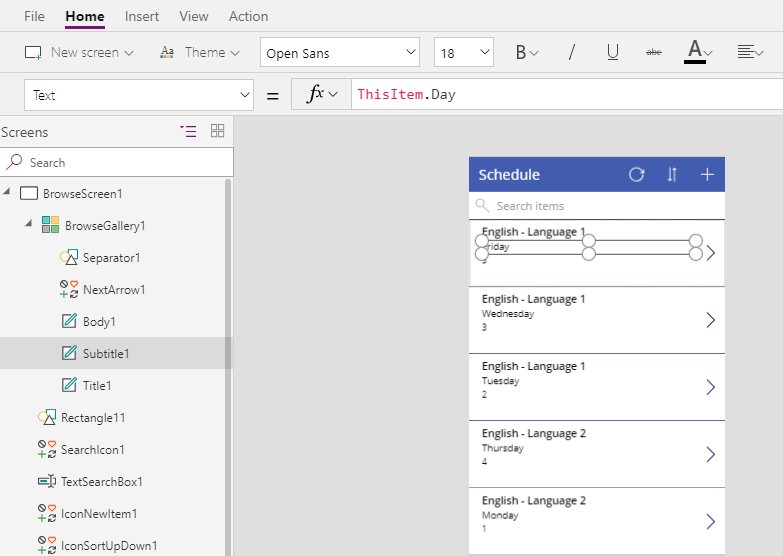 File Home Insert View Action
New screen Theme Open Sans 18 B / U abc A
Text = fx ThisItem.Day
Screens
Search
BrowseScreen1
BrowseGallery1
Separator1
NextArrow1
Body1
Subtitle1
Title1
Rectangle11
SearchIcon1
TextSearchBox1
IconNewItem1
IconSortUpDown1
Schedule
Search items
English - Language 1
English - Language 1
Wednesday
3
English - Language 1
Tuesday
2
English - Language 2
Thursday
4
English - Language 2
Monday
1